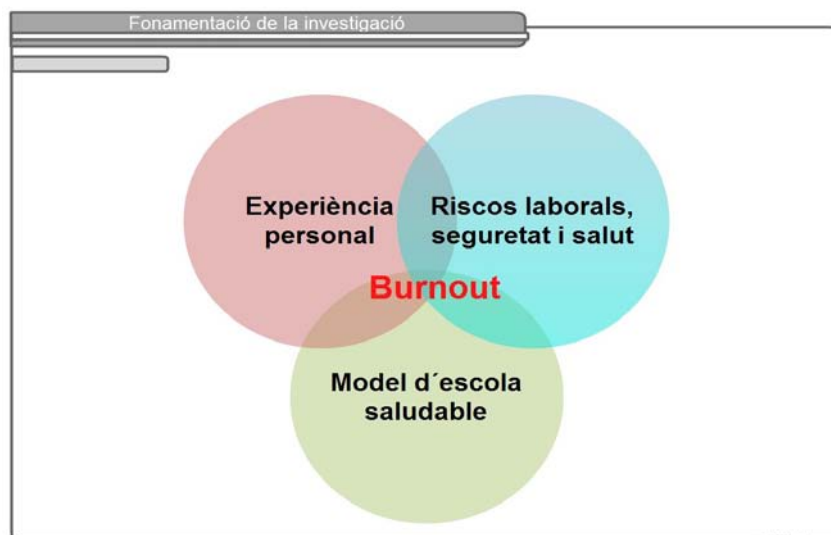 Fonamentació de la investigació
Experiència
personal
Riscos laborals,
seguretat i salut
Burnout
Model d´escola
saludable